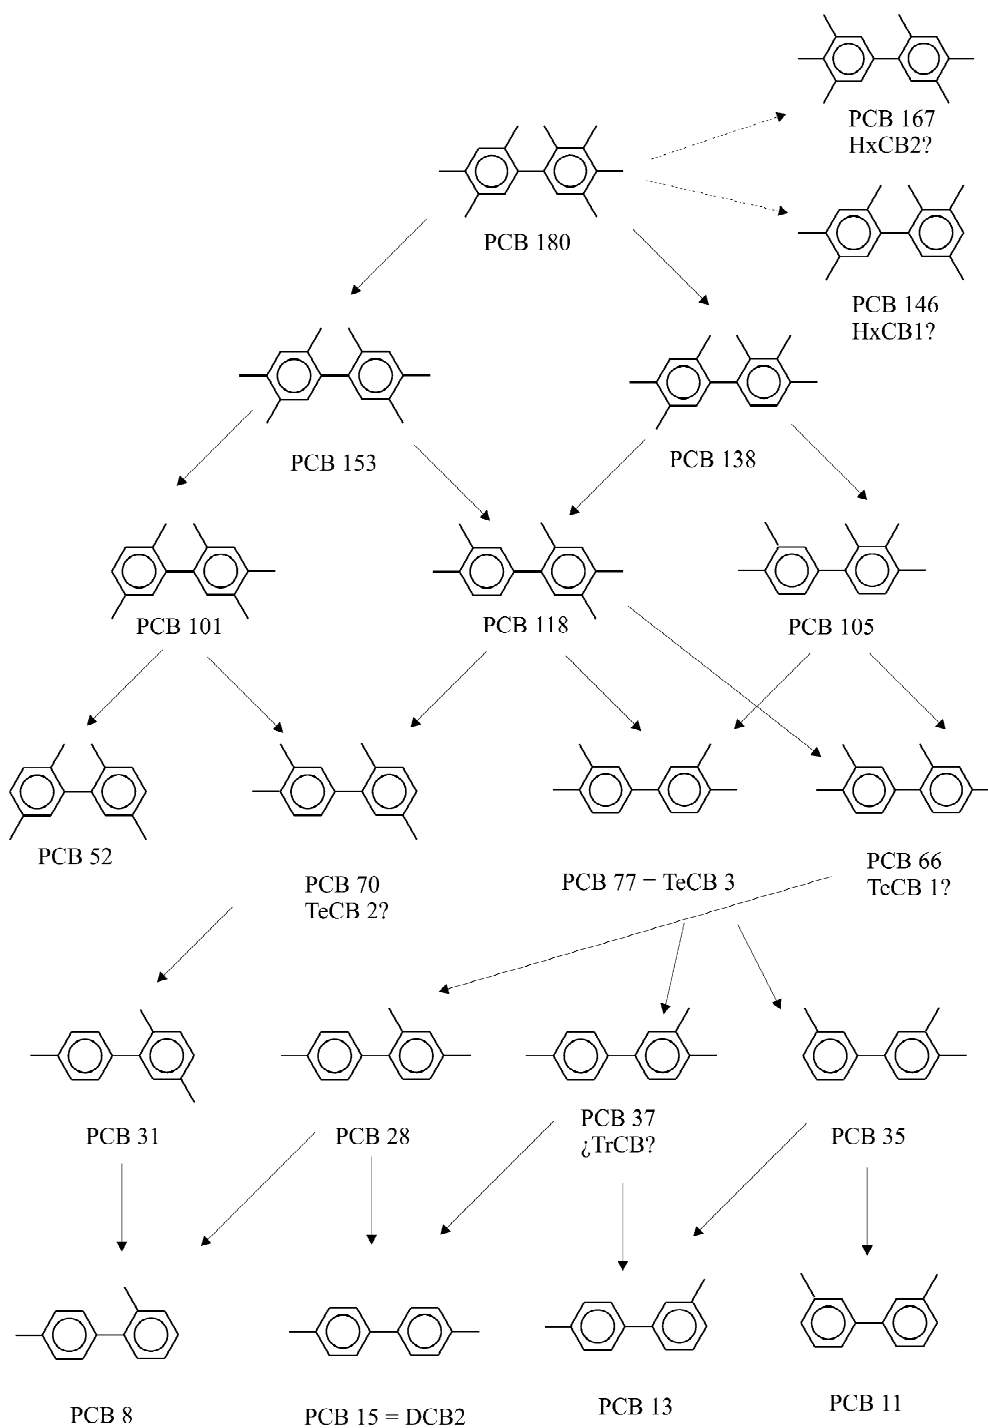 PCB 167
HxCB2?
PCB 180
PCB 146
HxCB1?
PCB 153
PCB 138
PCB 101
PCB 118
PCB 105
PCB 52
PCB 70
TeCB 2?
PCB 77 = TeCB 3
PCB 66
TeCB 1?
PCB 31
PCB 28
PCB 37
¿TrCB?
PCB 35
PCB 8
PCB 15 = DCB2
PCB 13
PCB 11